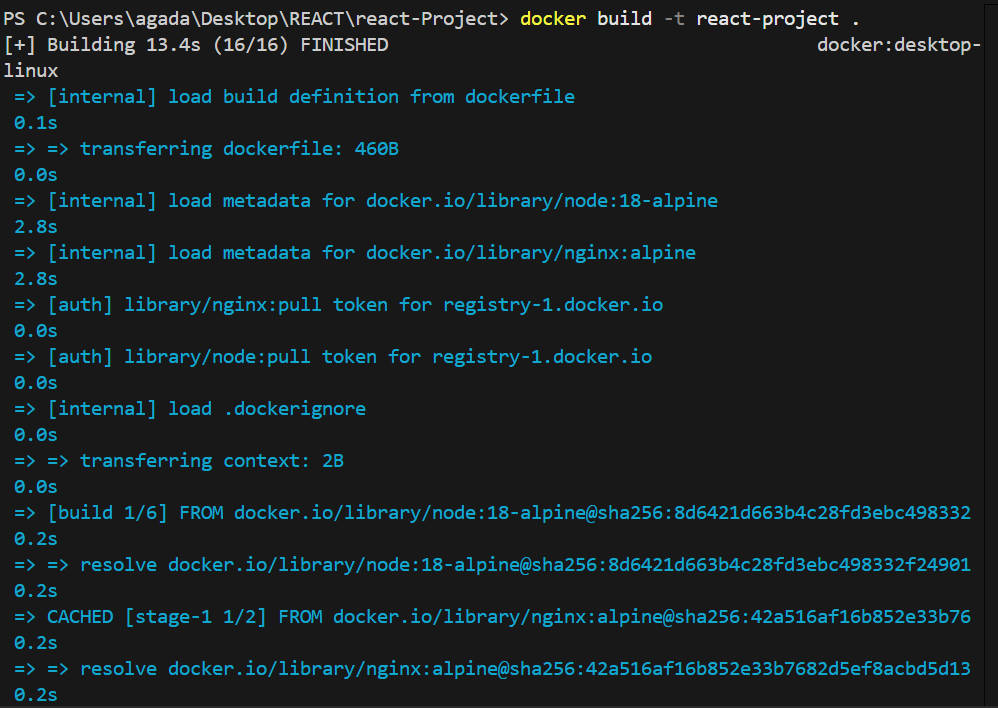 PS C:\Users\agada\Desktop\REACT\react-Project> docker build -t react-project .
[+] Building 13.4s (16/16) FINISHED docker:desktop-
linux
=> [internal] load build definition from dockerfile
0.1s
=> => transferring dockerfile: 460B
0.0s
=> [internal] load metadata for docker.io/library/node:18-alpine
2.8s
=> [internal] load metadata for docker.io/library/nginx:alpine
2.8s
=> [auth] library/nginx:pull token for registry-1.docker.io
0.0s
=> [auth] library/node:pull token for registry-1.docker.io
0.0s
=> [internal] load .dockerignore
0.0s
=> => transferring context: 2B
0.0s
=> [build 1/6] FROM docker.io/library/node:18-alpine@sha256:8d6421d663b4c28fd3ebc498332
0.2s
=> => resolve docker.io/library/node:18-alpine@sha256:8d6421d663b4c28fd3ebc498332f24901
0.2s
=> CACHED [stage-1 1/2] FROM docker.io/library/nginx:alpine@sha256:42a516af16b852e33b76
0.2s
=> => resolve docker.io/library/nginx:alpine@sha256:42a516af16b852e33b7682d5ef8acbd5d13
0.2s